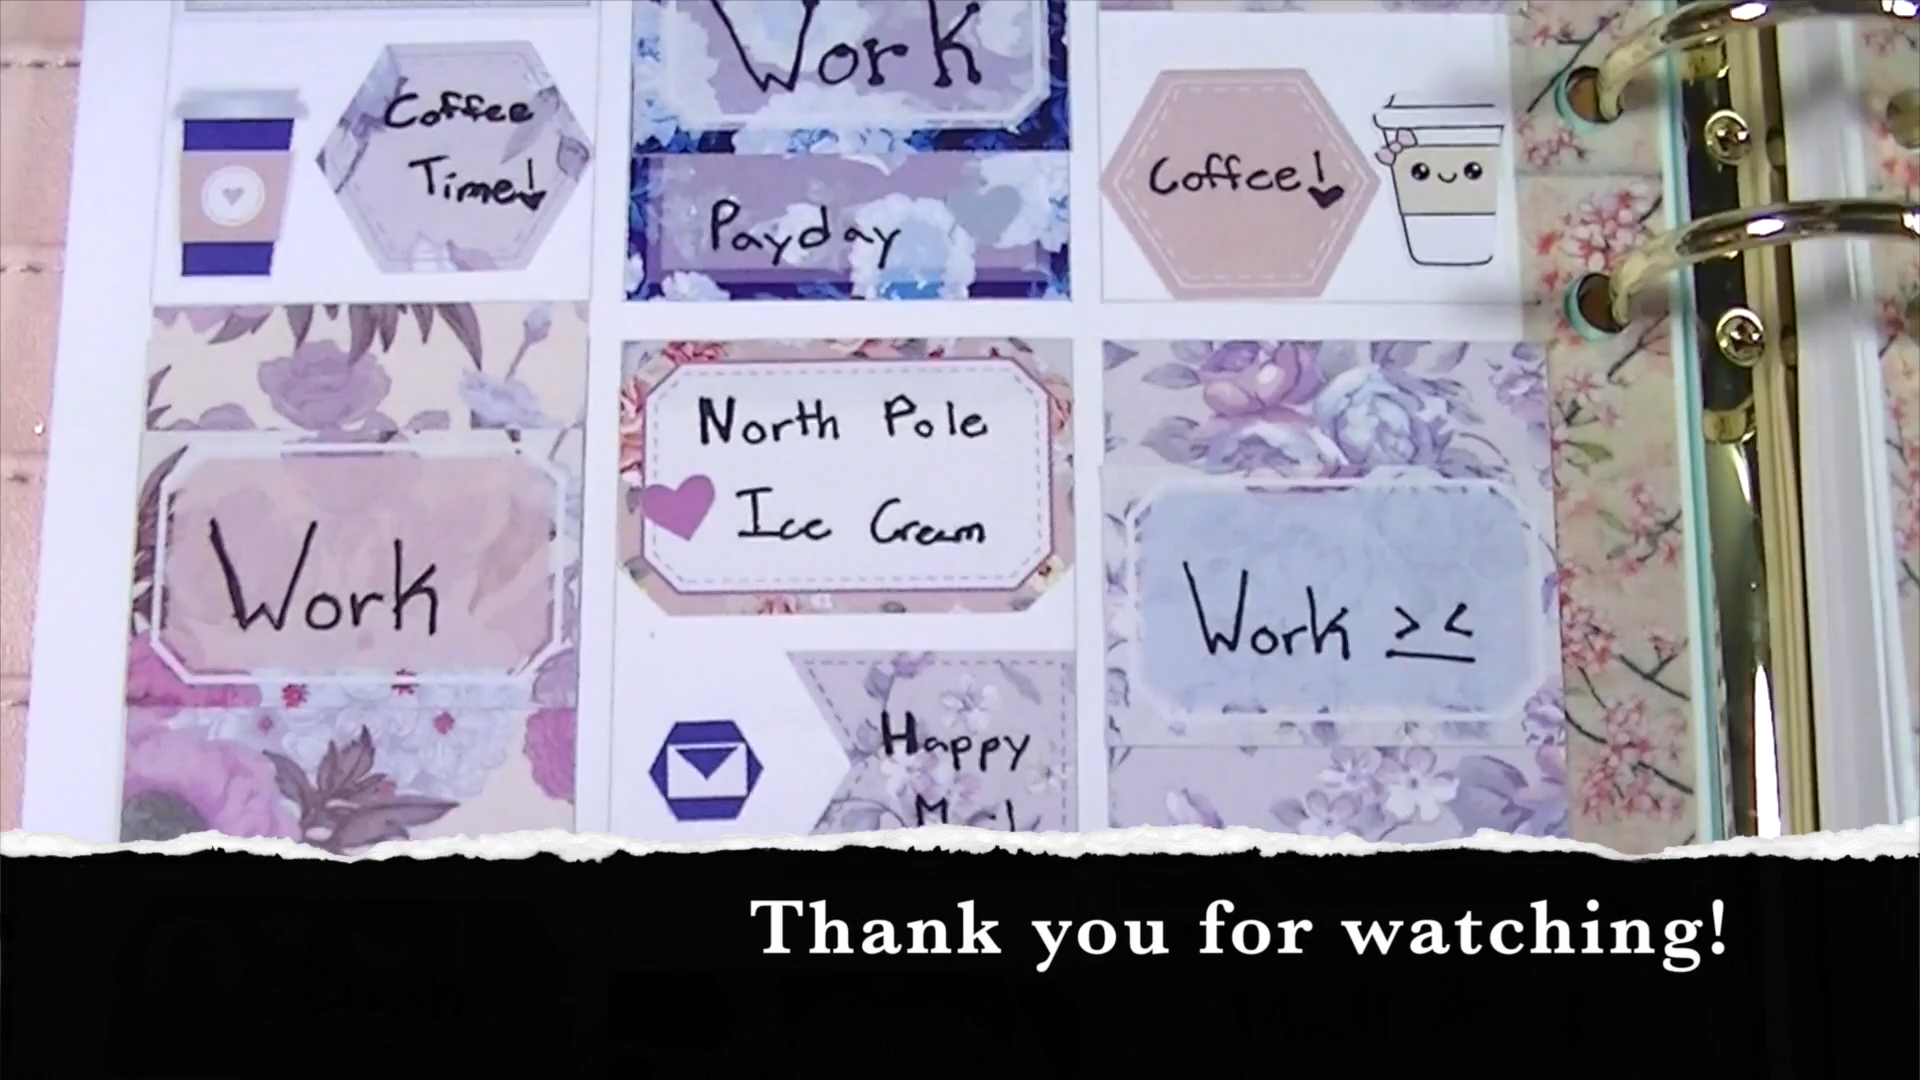 Coffee
Time!
Work
Payday
Coffee!
Work
North Pole
Ice Cream
Happy
Work >_<
Thank you for watching!